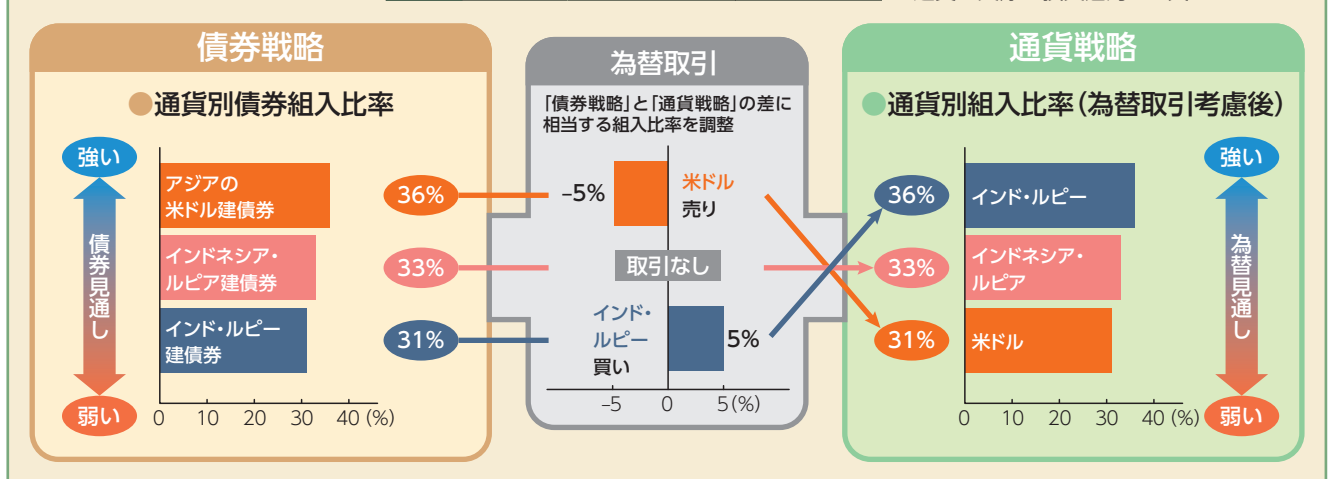 債券戦略
●通貨別債券組入比率
強い
債券見通し
弱い
アジアの
米ドル建債券
インドネシア・
ルピア建債券
インド・ルピー
建債券
0 10 20 30 40 (%)
36%
33%
31%
為替取引
「債券戦略」と「通貨戦略」の差に
相当する組入比率を調整
–5%
米ドル
売り
取引なし
インド・
ルピー
買い
5%
–5 0 5(%)
通貨戦略
●通貨別組入比率(為替取引考慮後)
36%
33%
31%
インド・ルピー
インドネシア・
ルピア
米ドル
0 10 20 30 40 (%)
強い
為替見通し
弱い